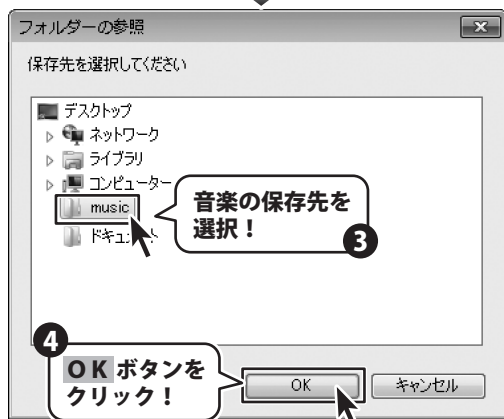 フォルダーの参照
保存先を選択してください
デスクトップ
ネットワーク
ライブラリ
コンピューター
music
音楽の保存先を
選択！
3
4
OK ボタンを
クリック！
OK
キャンセル